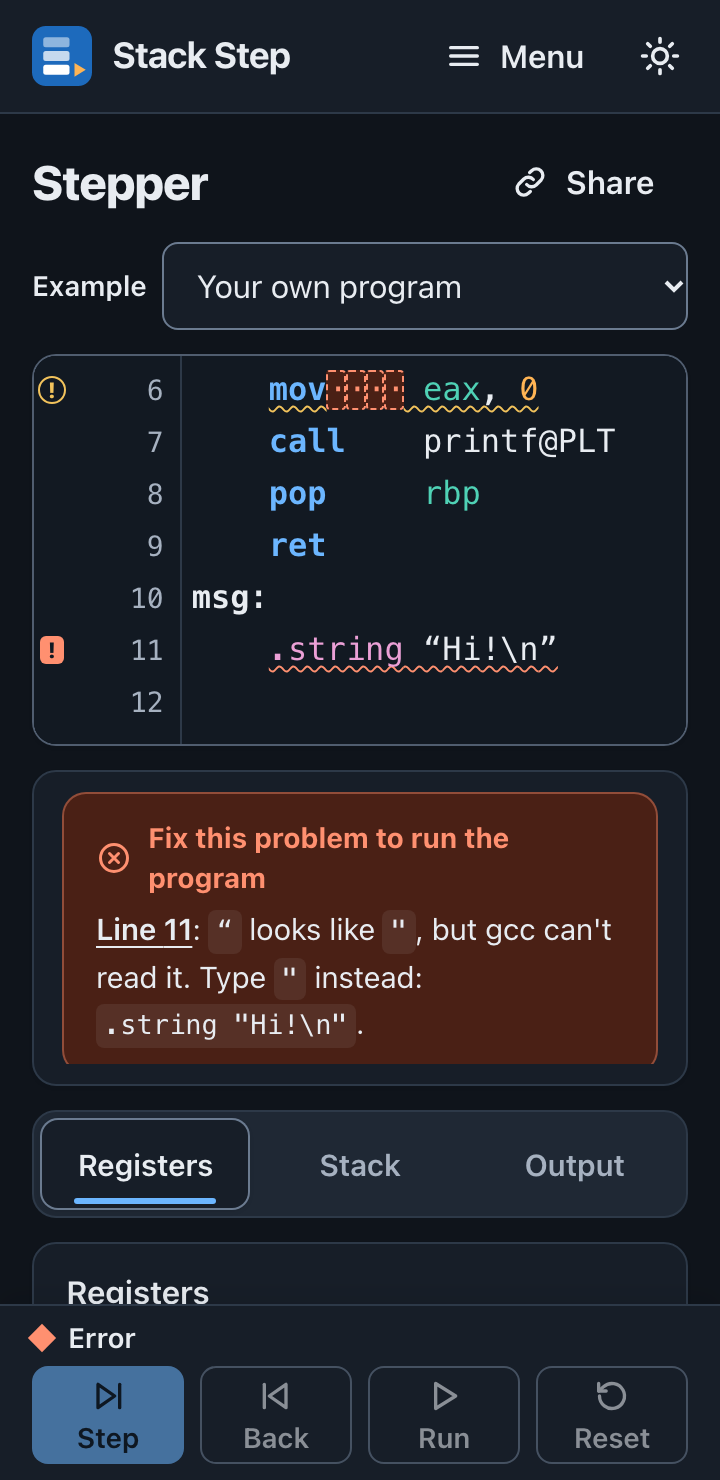 Stack Step
Menu
Stepper
Share
Example
Your own program
6 mov···· eax, 0
7 call printf@PLT
8 pop rbp
9 ret
10 msg:
11 .string “Hi!\n”
12
Fix this problem to run the
program
Line 11: “ looks like ", but gcc can't
read it. Type " instead:
.string "Hi!\n".
Registers
Stack
Output
Registers
Error
Step
Back
Run
Reset